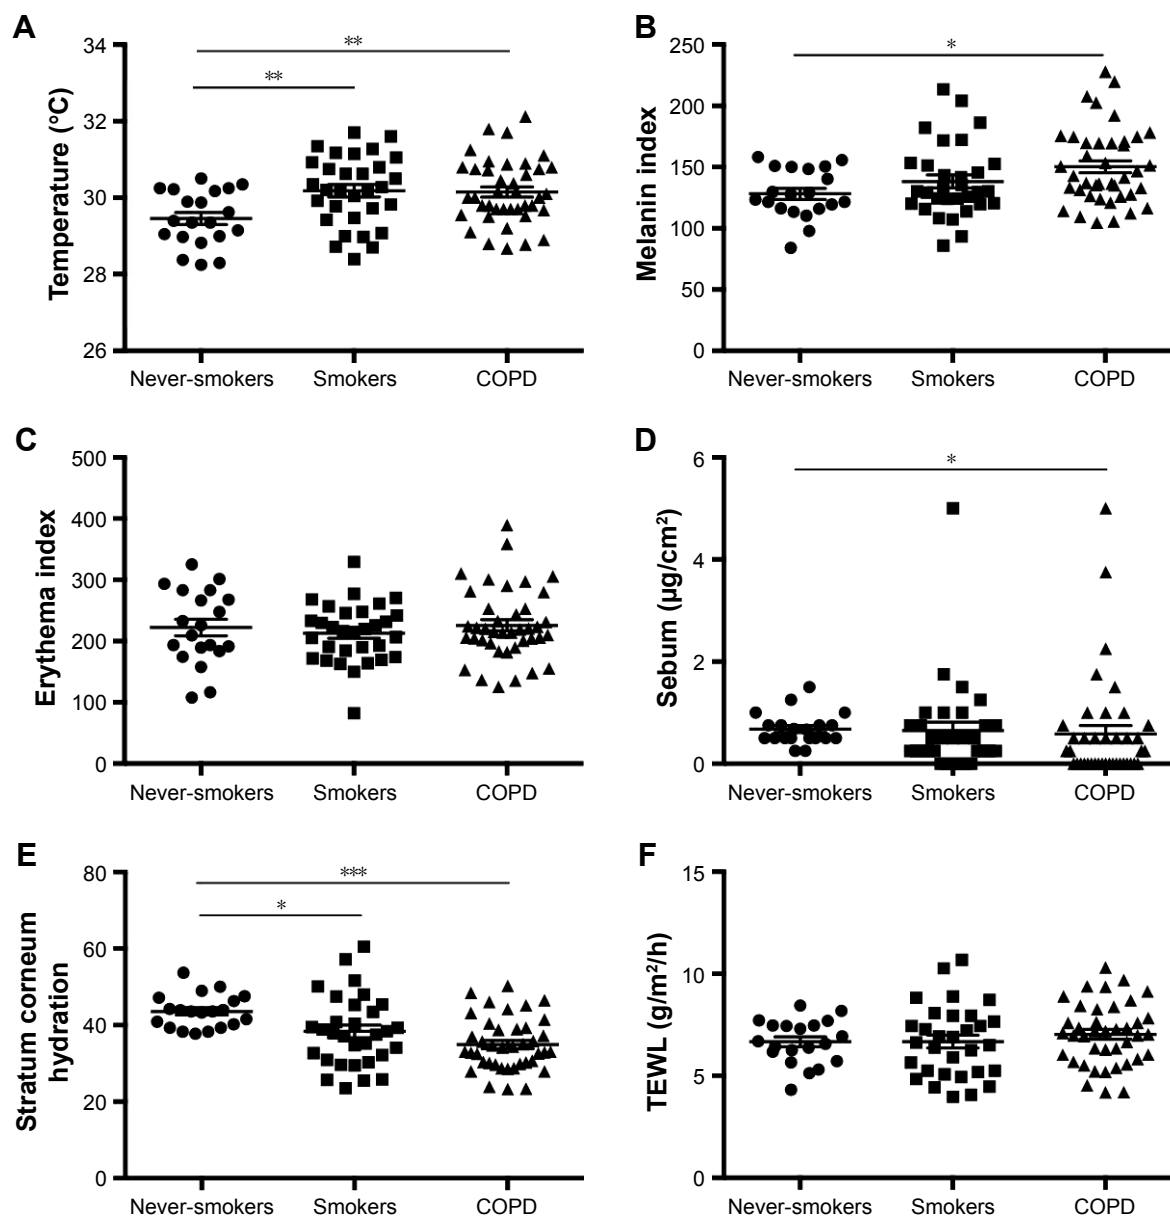 A
Temperature (°C)
34
32
30
28
26
**
**
Never-smokers Smokers COPD
B
Melanin index
250
200
150
100
50
0
*
Never-smokers Smokers COPD
C
Erythema index
500
400
300
200
100
0
Never-smokers Smokers COPD
D
Sebum (µg/cm²)
6
4
2
0
*
Never-smokers Smokers COPD
E
Stratum corneum
hydration
80
60
40
20
0
***
*
Never-smokers Smokers COPD
F
TEWL (g/m²/h)
15
10
5
0
Never-smokers Smokers COPD